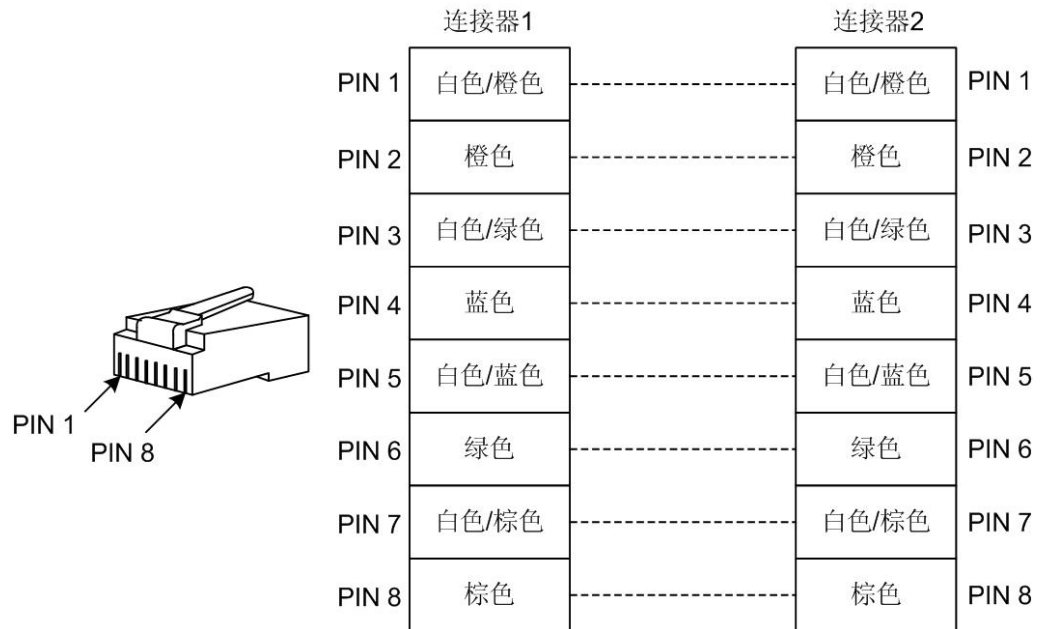 连接器1 连接器2
PIN 1 白色/橙色 白色/橙色 PIN 1
PIN 2 橙色 橙色 PIN 2
PIN 3 白色/绿色 白色/绿色 PIN 3
PIN 4 蓝色 蓝色 PIN 4
PIN 5 白色/蓝色 白色/蓝色 PIN 5
PIN 6 绿色 绿色 PIN 6
PIN 7 白色/棕色 白色/棕色 PIN 7
PIN 8 棕色 棕色 PIN 8
PIN 1
PIN 8